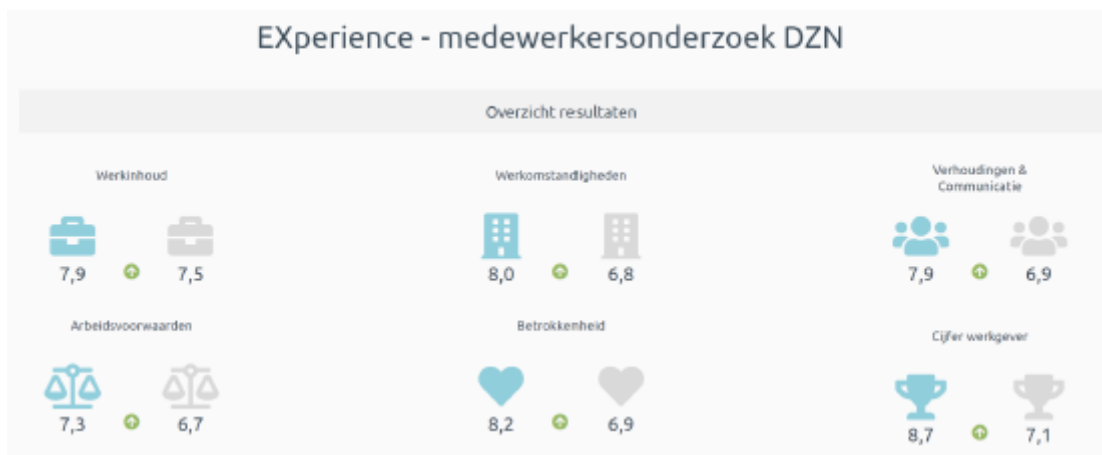 EXperience - medewerkersonderzoek DZN
Overzicht resultaten
Werkinhoud
7,9 7,5
Werkomstandigheden
8,0 6,8
Verhoudingen &
Communicatie
7,9 6,9
Arbeidsvoorwaarden
7,3 6,7
Betrokkenheid
8,2 6,9
Cijfer werkgever
8,7 7,1